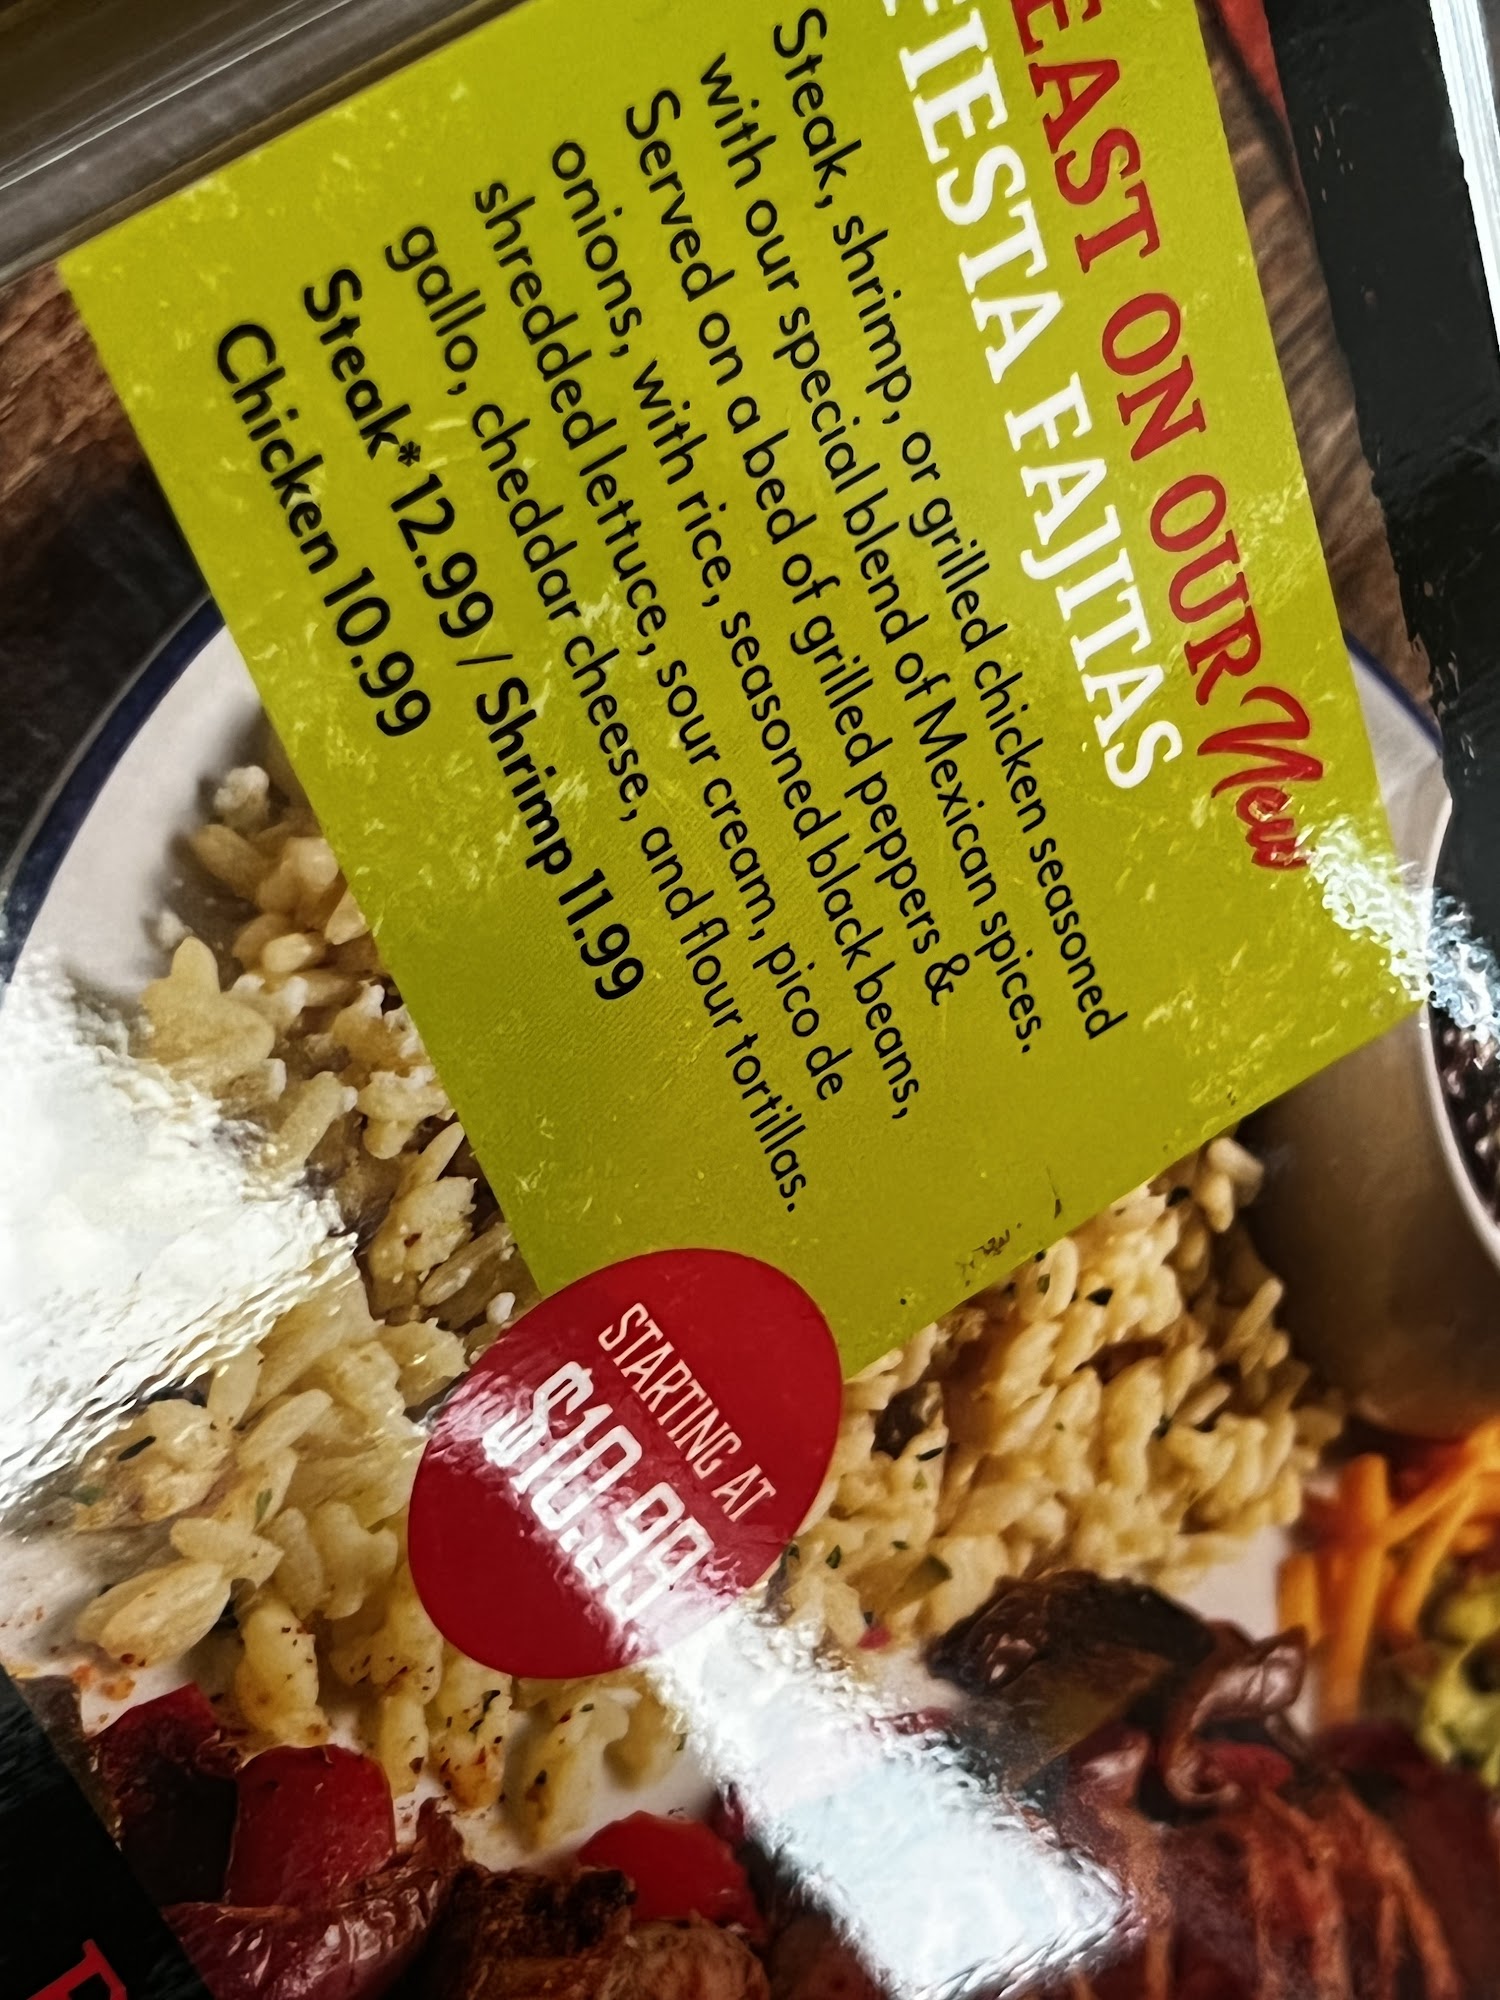 EAST ON OUR New
FIESTA FAJITAS
Steak, shrimp, or grilled chicken seasoned
with our special blend of Mexican spices.
Served on a bed of grilled peppers &
onions, with rice, seasoned black beans,
shredded lettuce, sour cream, pico de
gallo, cheddar cheese, and flour tortillas.
Steak* 12.99 / Shrimp 11.99
Chicken 10.99
STARTING AT
$10.99